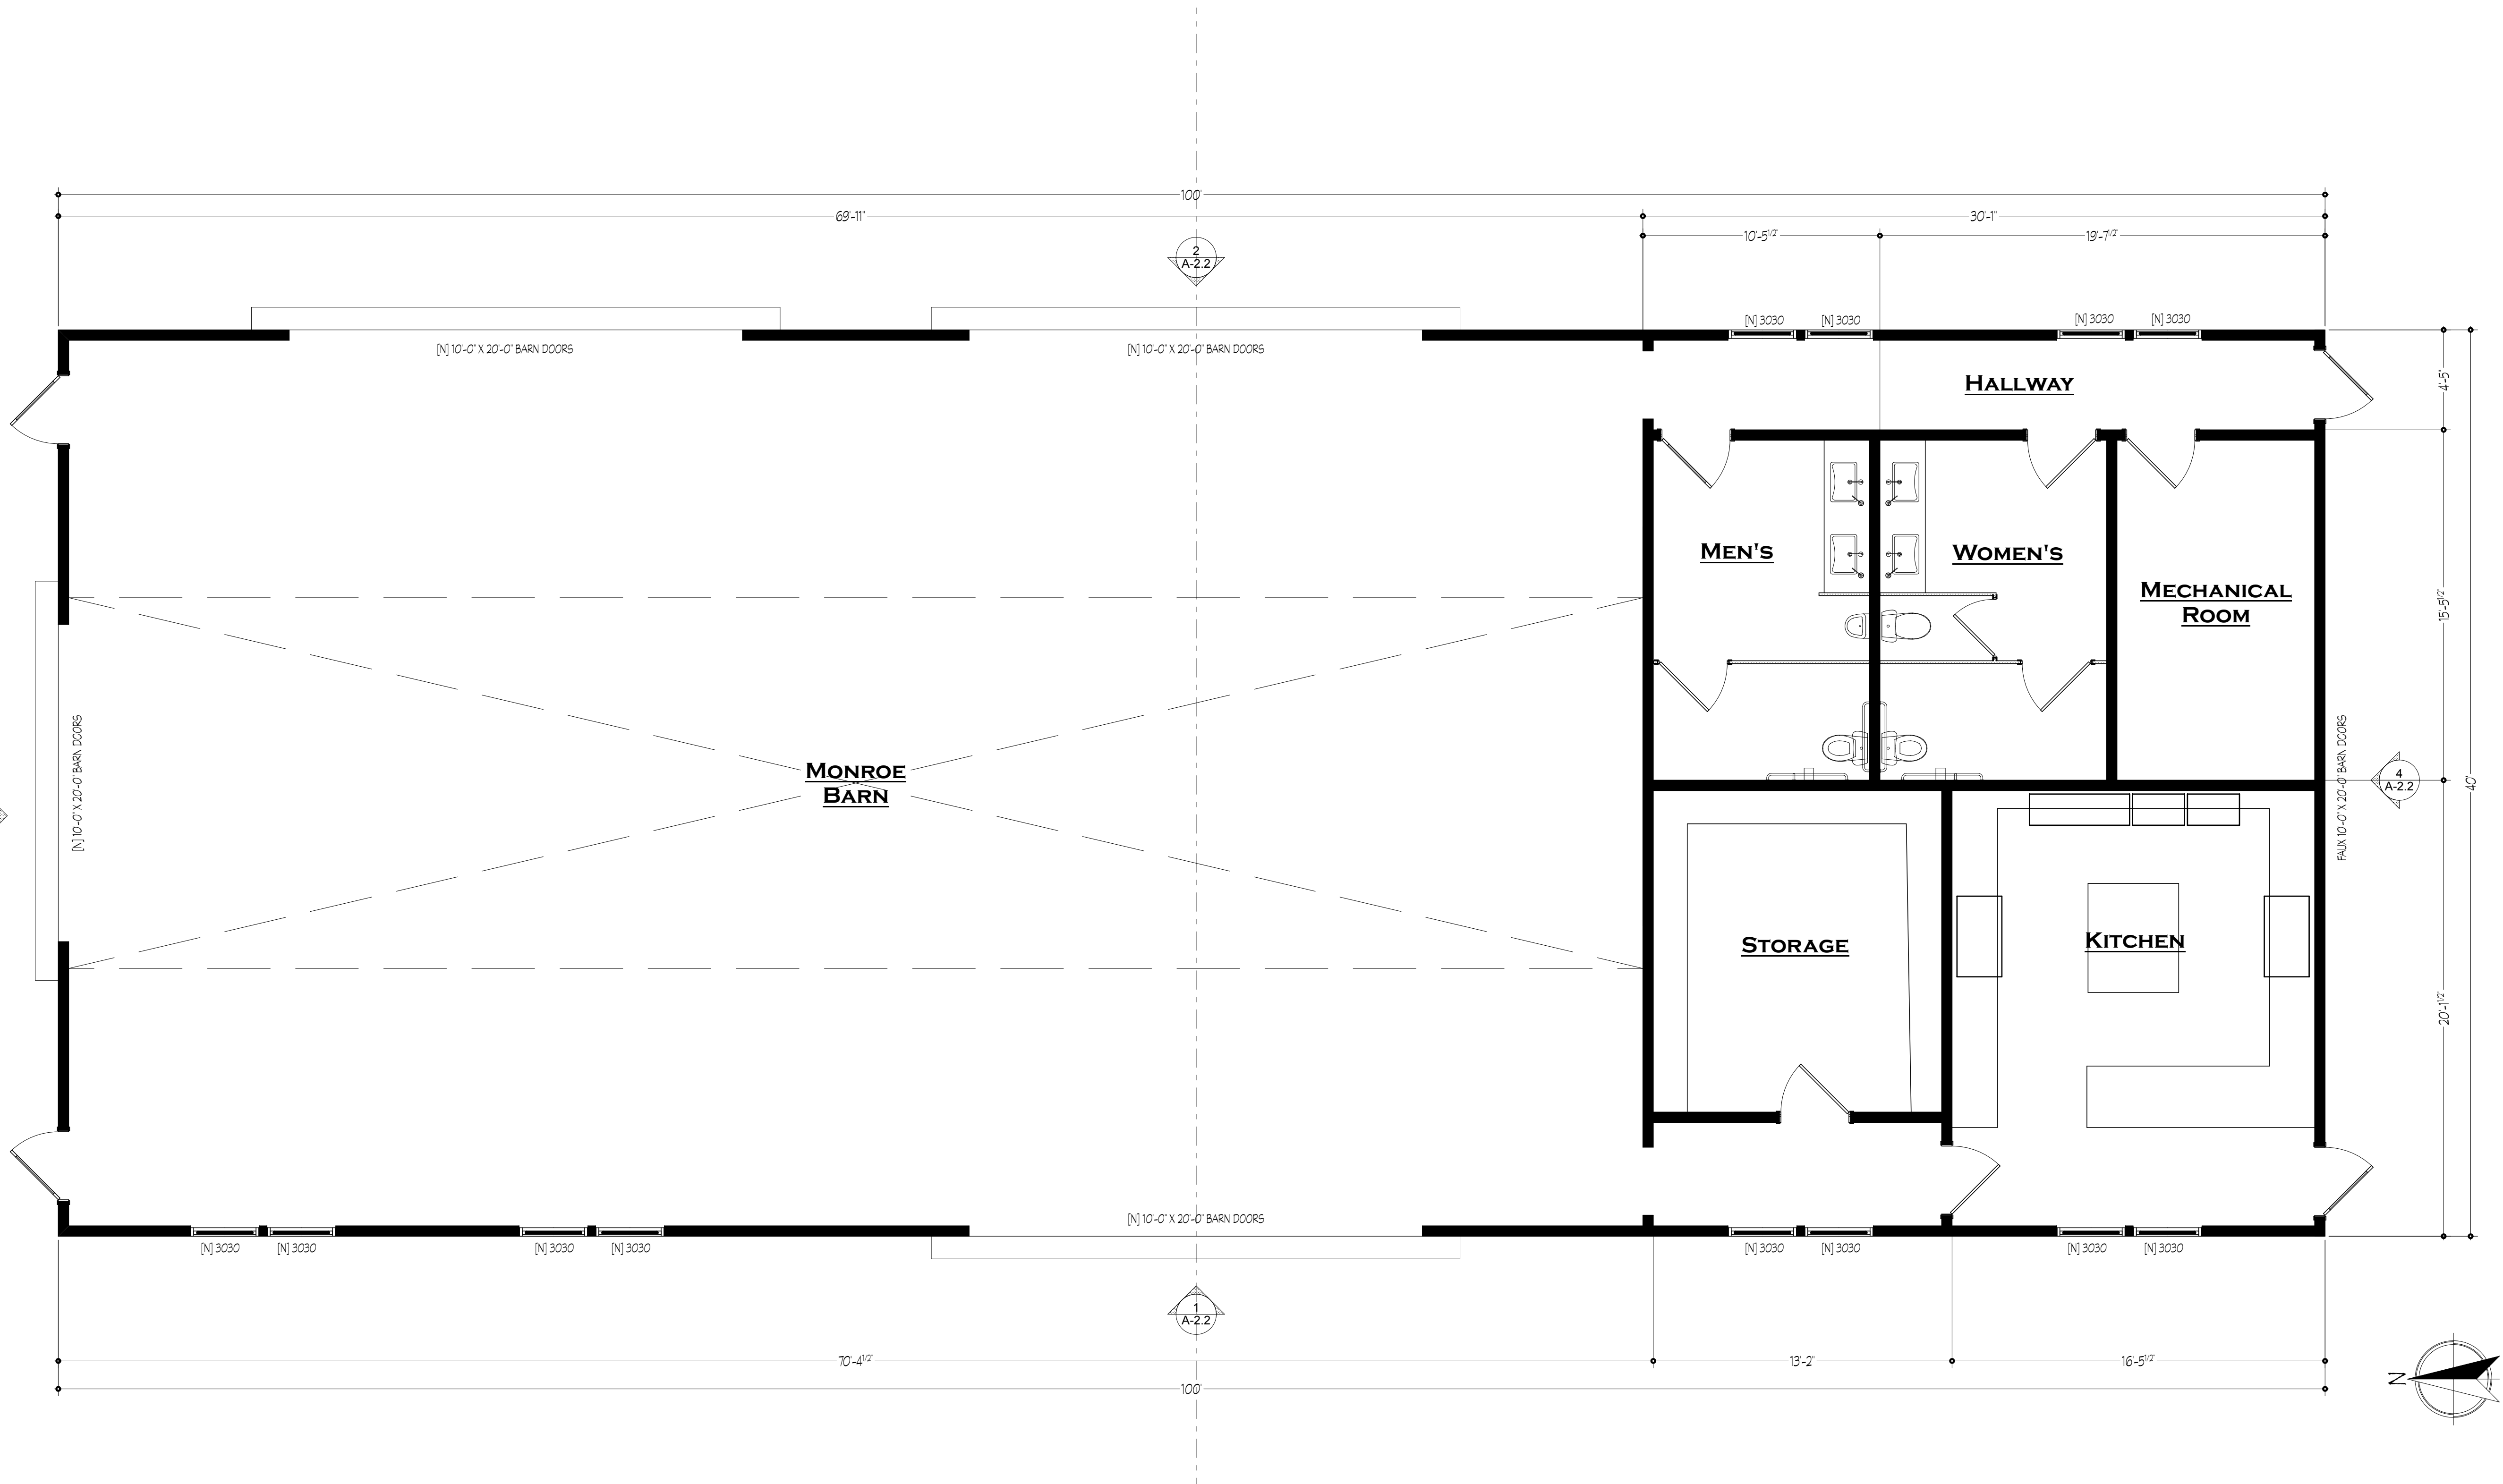 100'
69'-11"
30'-1"
10'-5 1/2"
19'-7 1/2"
2
A-2.2
[N] 3030
[N] 3030
[N] 3030
[N] 3030
[N] 10'-0" X 20'-0" BARN DOORS
[N] 10'-0" X 20'-0" BARN DOORS
HALLWAY
4'-5"
MEN'S
WOMEN'S
MECHANICAL
ROOM
15'-5 1/2"
[N] 10'-0" X 20'-0" BARN DOORS
MONROE
BARN
FAUX 10'-0" X 20'-0" BARN DOORS
4
A-2.2
40'
STORAGE
KITCHEN
20'-1 1/2"
[N] 10'-0" X 20'-0" BARN DOORS
[N] 3030
[N] 3030
[N] 3030
[N] 3030
[N] 3030
[N] 3030
[N] 3030
[N] 3030
1
A-2.2
70'-4 1/2"
13'-2"
16'-5 1/2"
100'
N